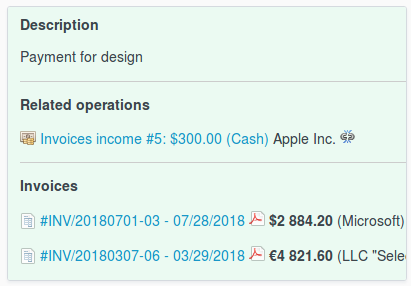 Description
Payment for design
Related operations
Invoices income #5: $300.00 (Cash) Apple Inc.
Invoices
#INV/20180701-03 - 07/28/2018 $2 884.20 (Microsoft)
#INV/20180307-06 - 03/29/2018 €4 821.60 (LLC "Sele